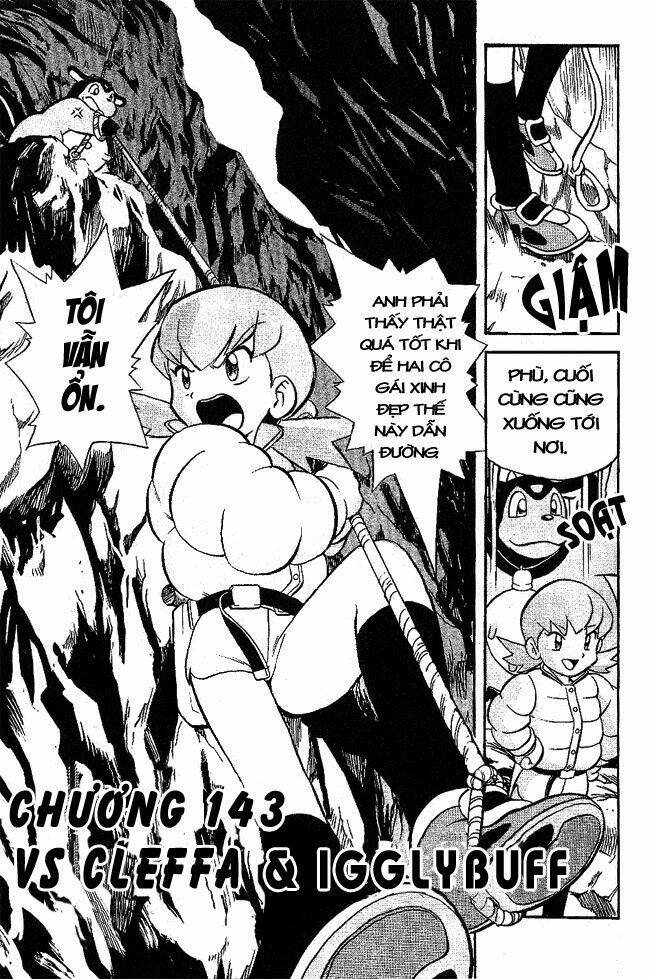 TÔI
VẪN
ỔN.
ANH PHẢI
THẤY THẬT
QUÁ TỐT KHI
ĐỂ HAI CÔ
GÁI XINH
ĐẸP THẾ
NÀY DẪN
ĐƯỜNG
GIẬM
PHÙ, CUỐI
CÙNG CŨNG
XUỐNG TỚI
NƠI.
SOẠT
CHƯƠNG 143
VS CLEFFA & IGGLYBUFF